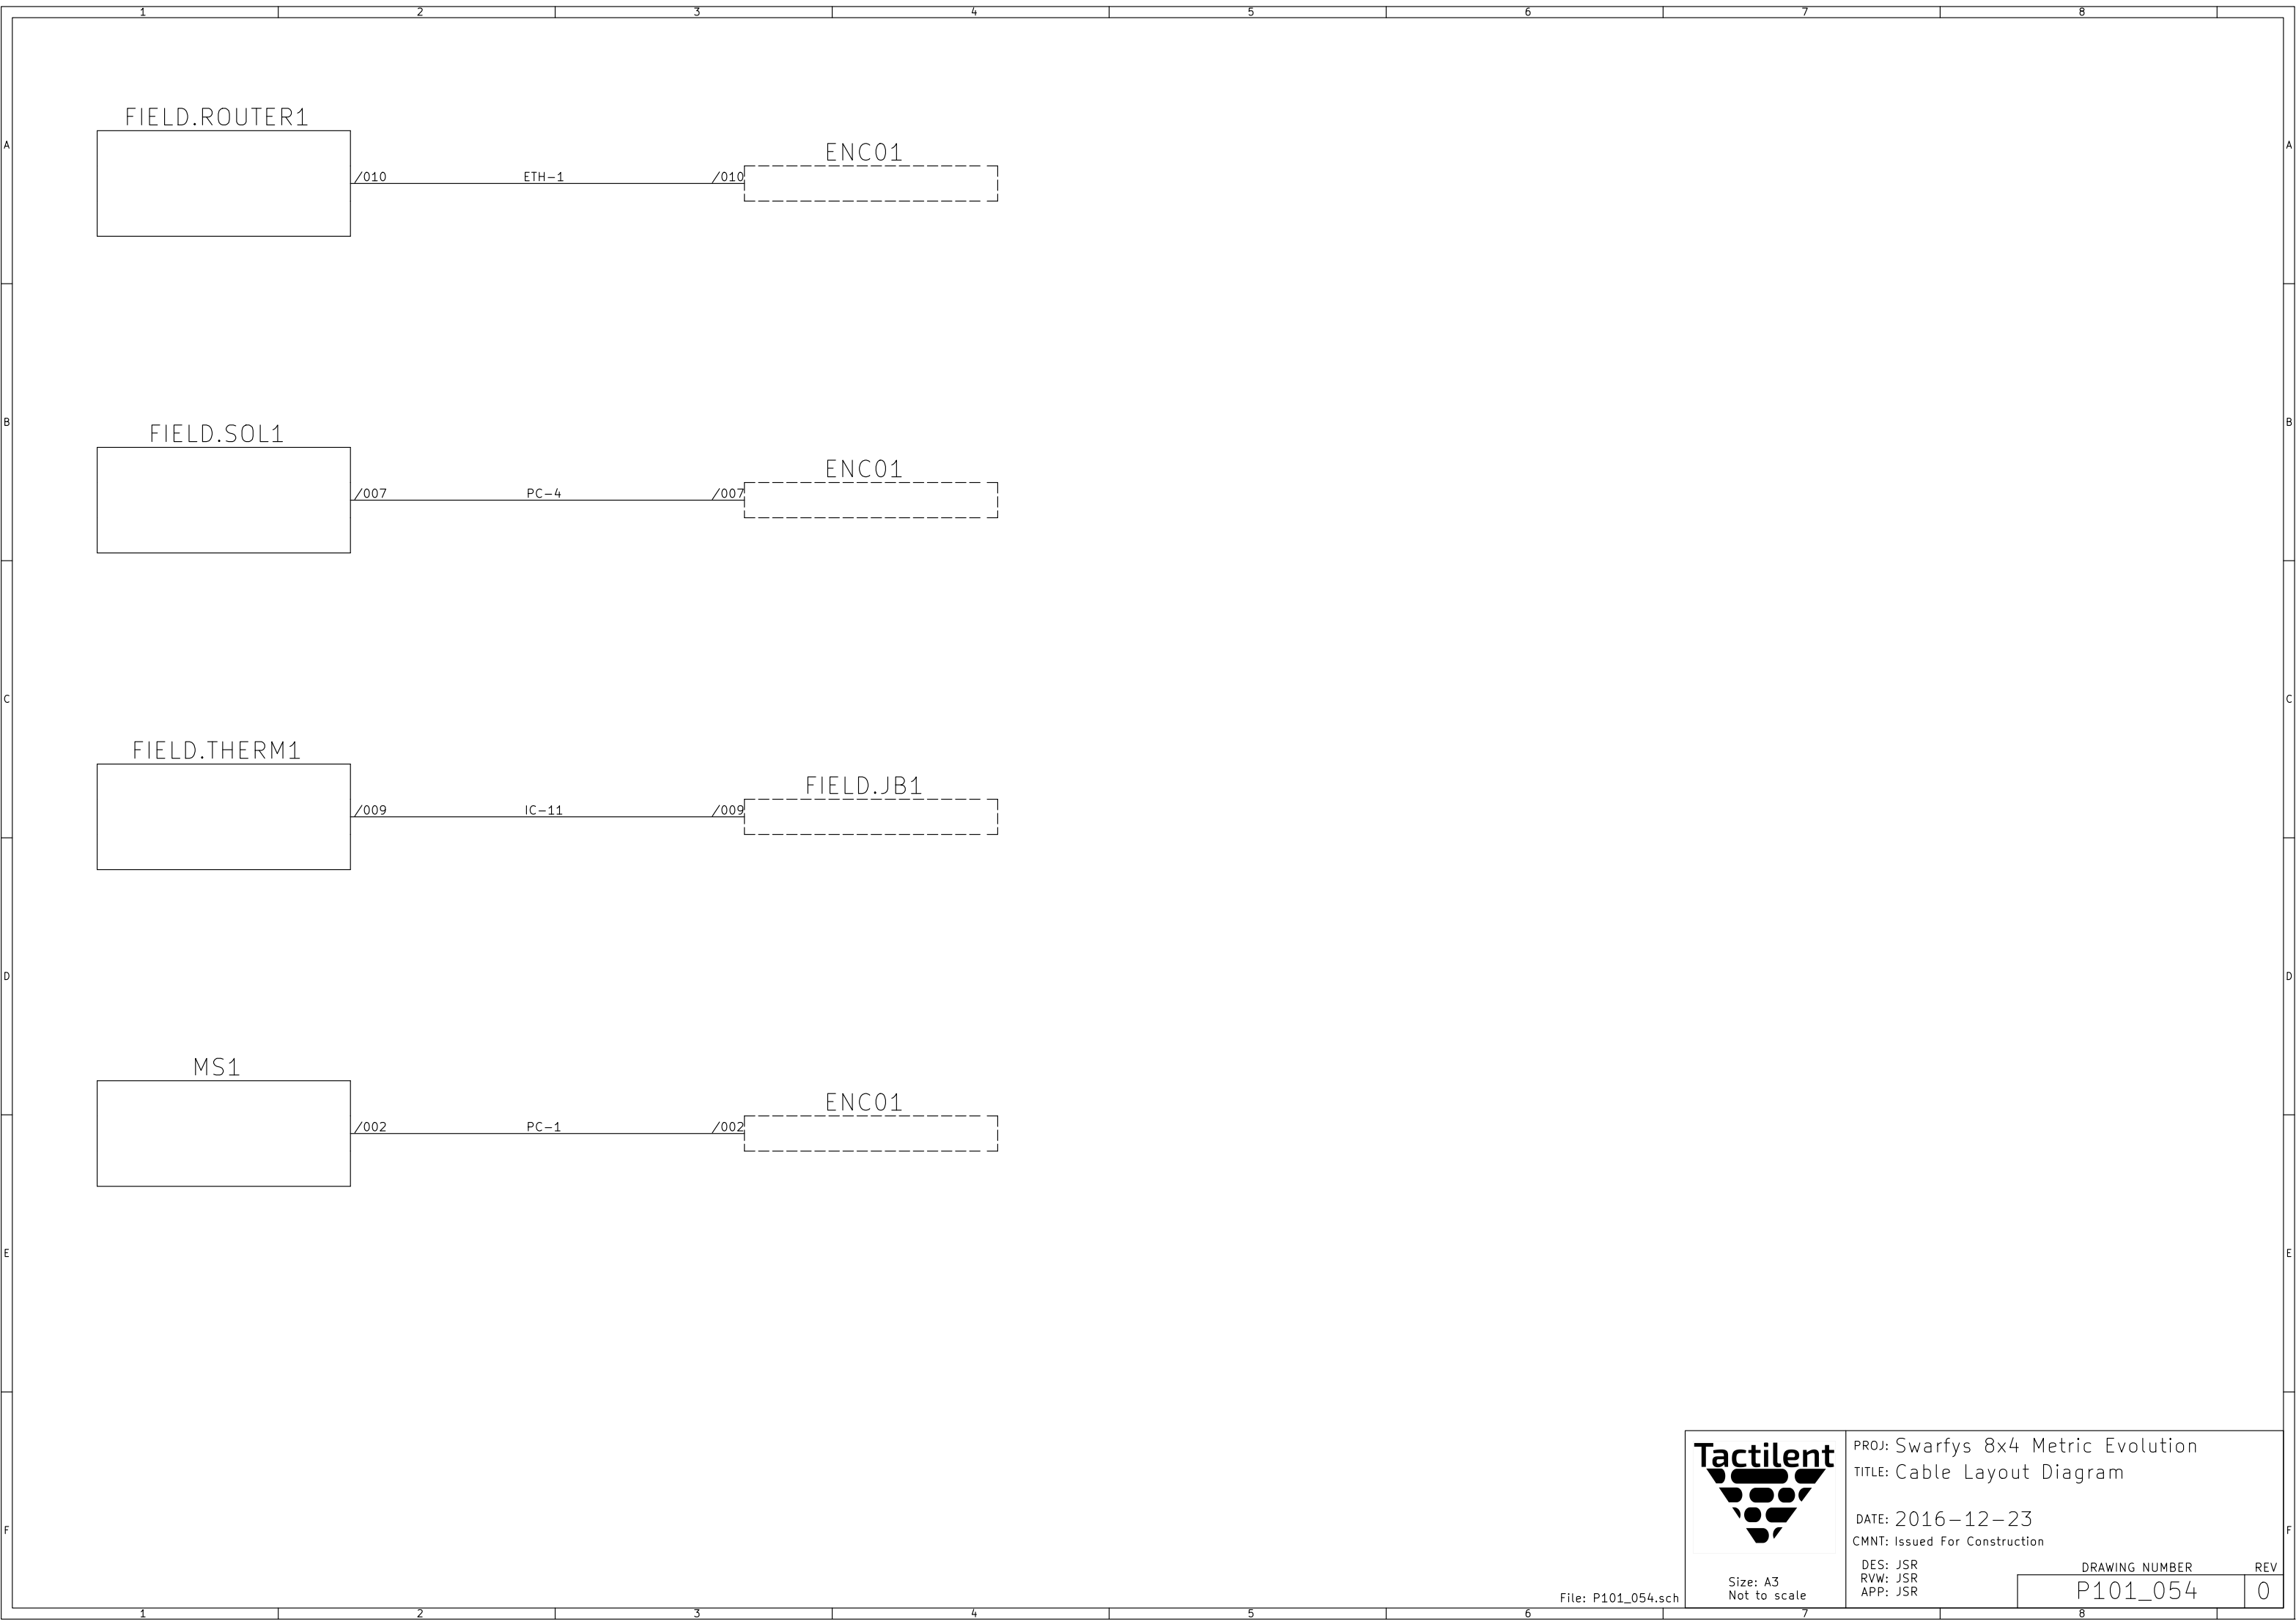 1 2 3 4 5 6 7 8
A A
FIELD.ROUTER1
ENC01
/010 ETH-1 /010
B B
FIELD.SOL1
ENC01
/007 PC-4 /007
C C
FIELD.THERM1
FIELD.JB1
/009 IC-11 /009
D D
MS1
ENC01
/002 PC-1 /002
E E
F F
Tactilent
Size: A3
Not to scale
PROJ: Swarfys 8x4 Metric Evolution
TITLE: Cable Layout Diagram
DATE: 2016-12-23
CMNT: Issued For Construction
DES: JSR
RVW: JSR
APP: JSR
DRAWING NUMBER REV
P101_054 0
File: P101_054.sch
1 2 3 4 5 6 7 8